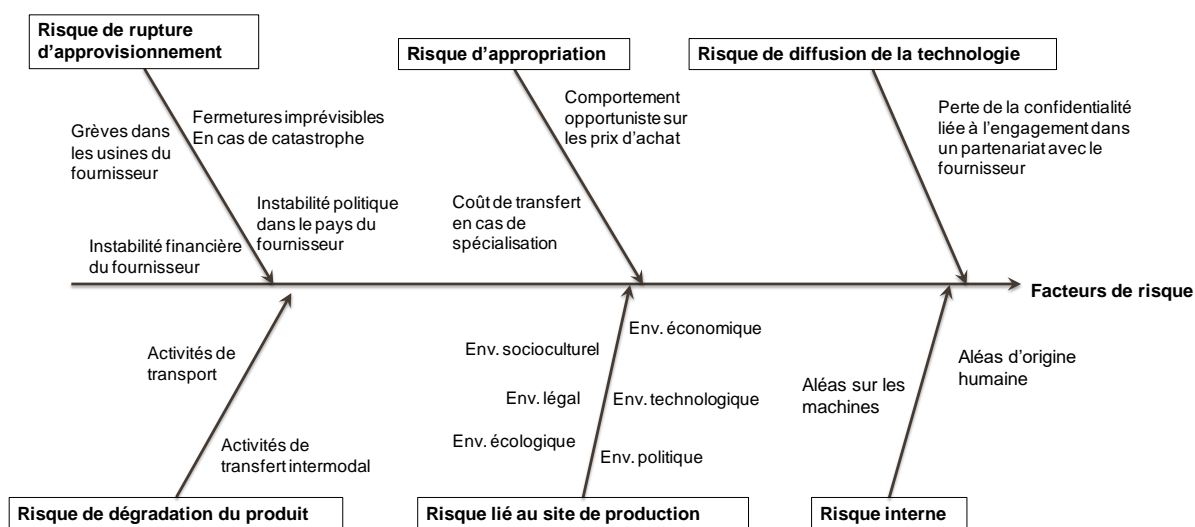 Risque de rupture
d'approvisionnement
Risque d'appropriation
Risque de diffusion de la technologie
Fermetures imprévisibles
En cas de catastrophe
Grèves dans
les usines du
fournisseur
Instabilité politique
dans le pays du
fournisseur
Instabilité financière
du fournisseur
Comportement
opportuniste sur
les prix d'achat
Coût de transfert
en cas de
spécialisation
Perte de la confidentialité
liée à l'engagement dans
un partenariat avec le
fournisseur
Facteurs de risque
Activités de
transport
Activités de
transfert intermodal
Env. économique
Env. socioculturel
Env. légal
Env. technologique
Env. écologique
Env. politique
Aléas sur les
machines
Aléas d'origine
humaine
Risque de dégradation du produit
Risque lié au site de production
Risque interne